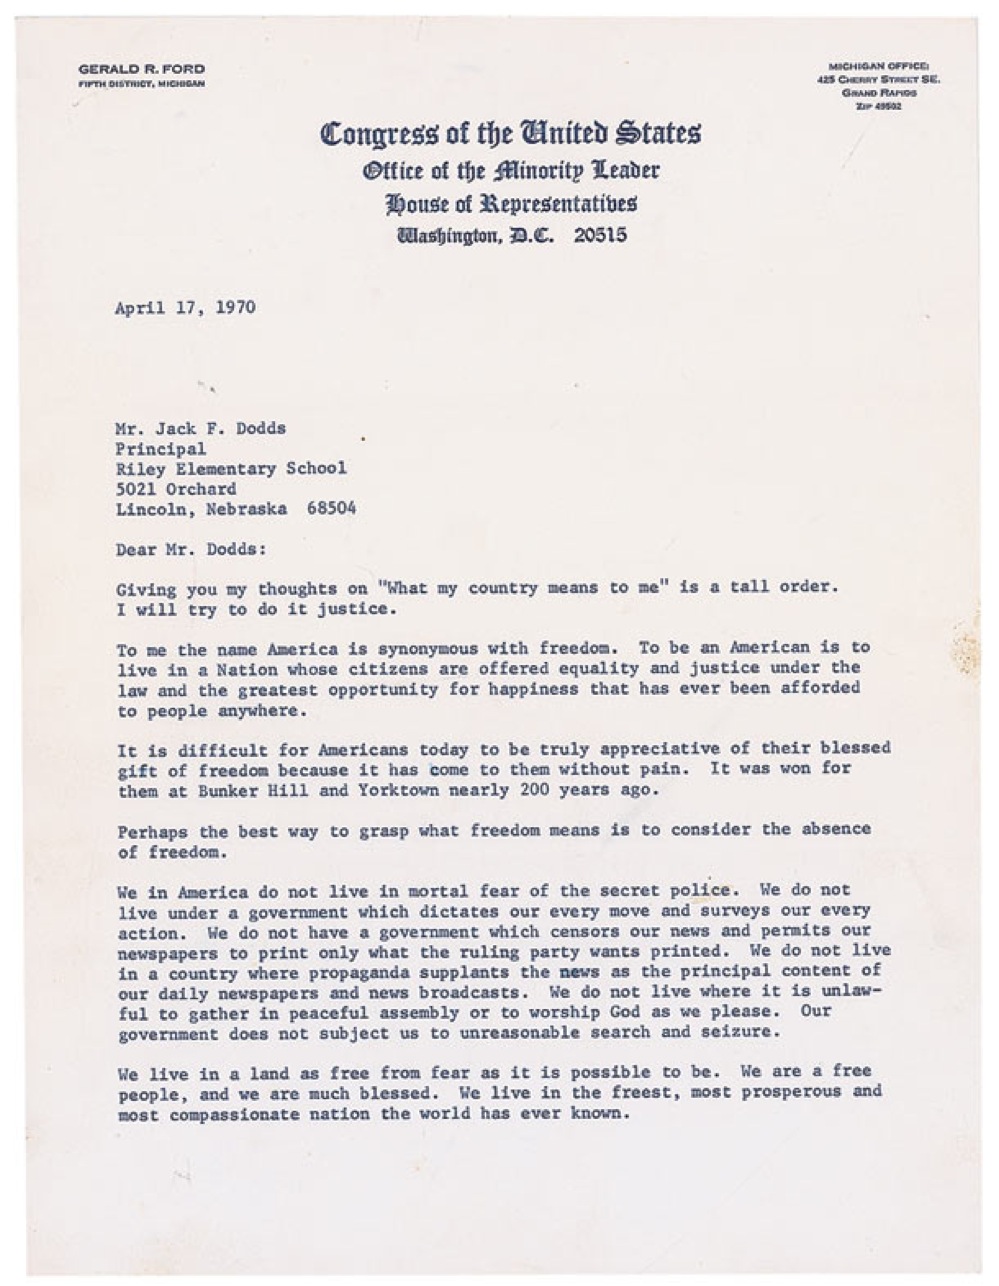 GERALD R. FORD
FIFTH DISTRICT, MICHIGAN
MICHIGAN OFFICE:
425 CHERRY STREET SE.
GRAND RAPIDS
ZIP 49502
Congress of the United States
Office of the Minority Leader
House of Representatives
Washington, D.C. 20515
April 17, 1970
Mr. Jack F. Dodds
Principal
Riley Elementary School
5021 Orchard
Lincoln, Nebraska 68504
Dear Mr. Dodds:
Giving you my thoughts on "What my country means to me" is a tall order.
I will try to do it justice.
To me the name America is synonymous with freedom. To be an American is to
live in a Nation whose citizens are offered equality and justice under the
law and the greatest opportunity for happiness that has ever been afforded
to people anywhere.
It is difficult for Americans today to be truly appreciative of their blessed
gift of freedom because it has come to them without pain. It was won for
them at Bunker Hill and Yorktown nearly 200 years ago.
Perhaps the best way to grasp what freedom means is to consider the absence
of freedom.
We in America do not live in mortal fear of the secret police. We do not
live under a government which dictates our every move and surveys our every
action. We do not have a government which censors our news and permits our
newspapers to print only what the ruling party wants printed. We do not live
in a country where propaganda supplants the news as the principal content of
our daily newspapers and news broadcasts. We do not live where it is unlaw-
ful to gather in peaceful assembly or to worship God as we please. Our
government does not subject us to unreasonable search and seizure.
We live in a land as free from fear as it is possible to be. We are a free
people, and we are much blessed. We live in the freest, most prosperous and
most compassionate nation the world has ever known.